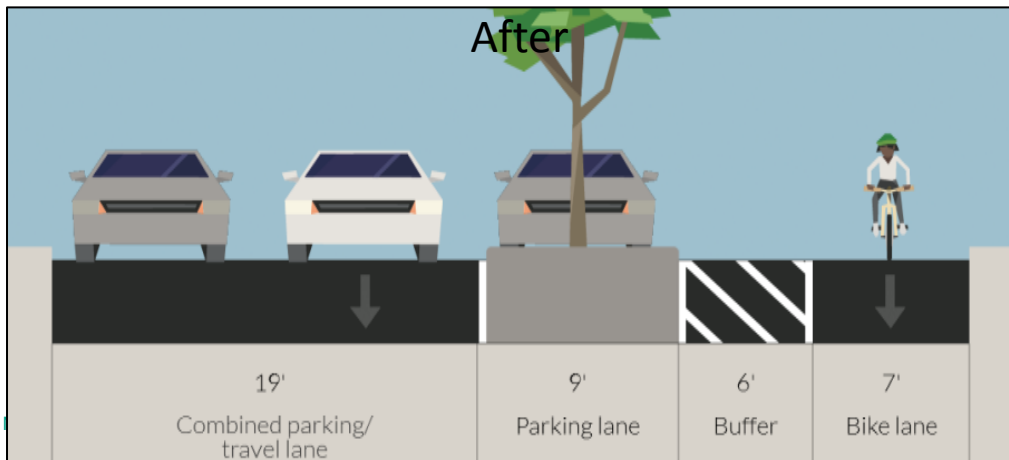 After
19'
9'
6'
7'
Combined parking/
travel lane
Parking lane
Buffer
Bike lane